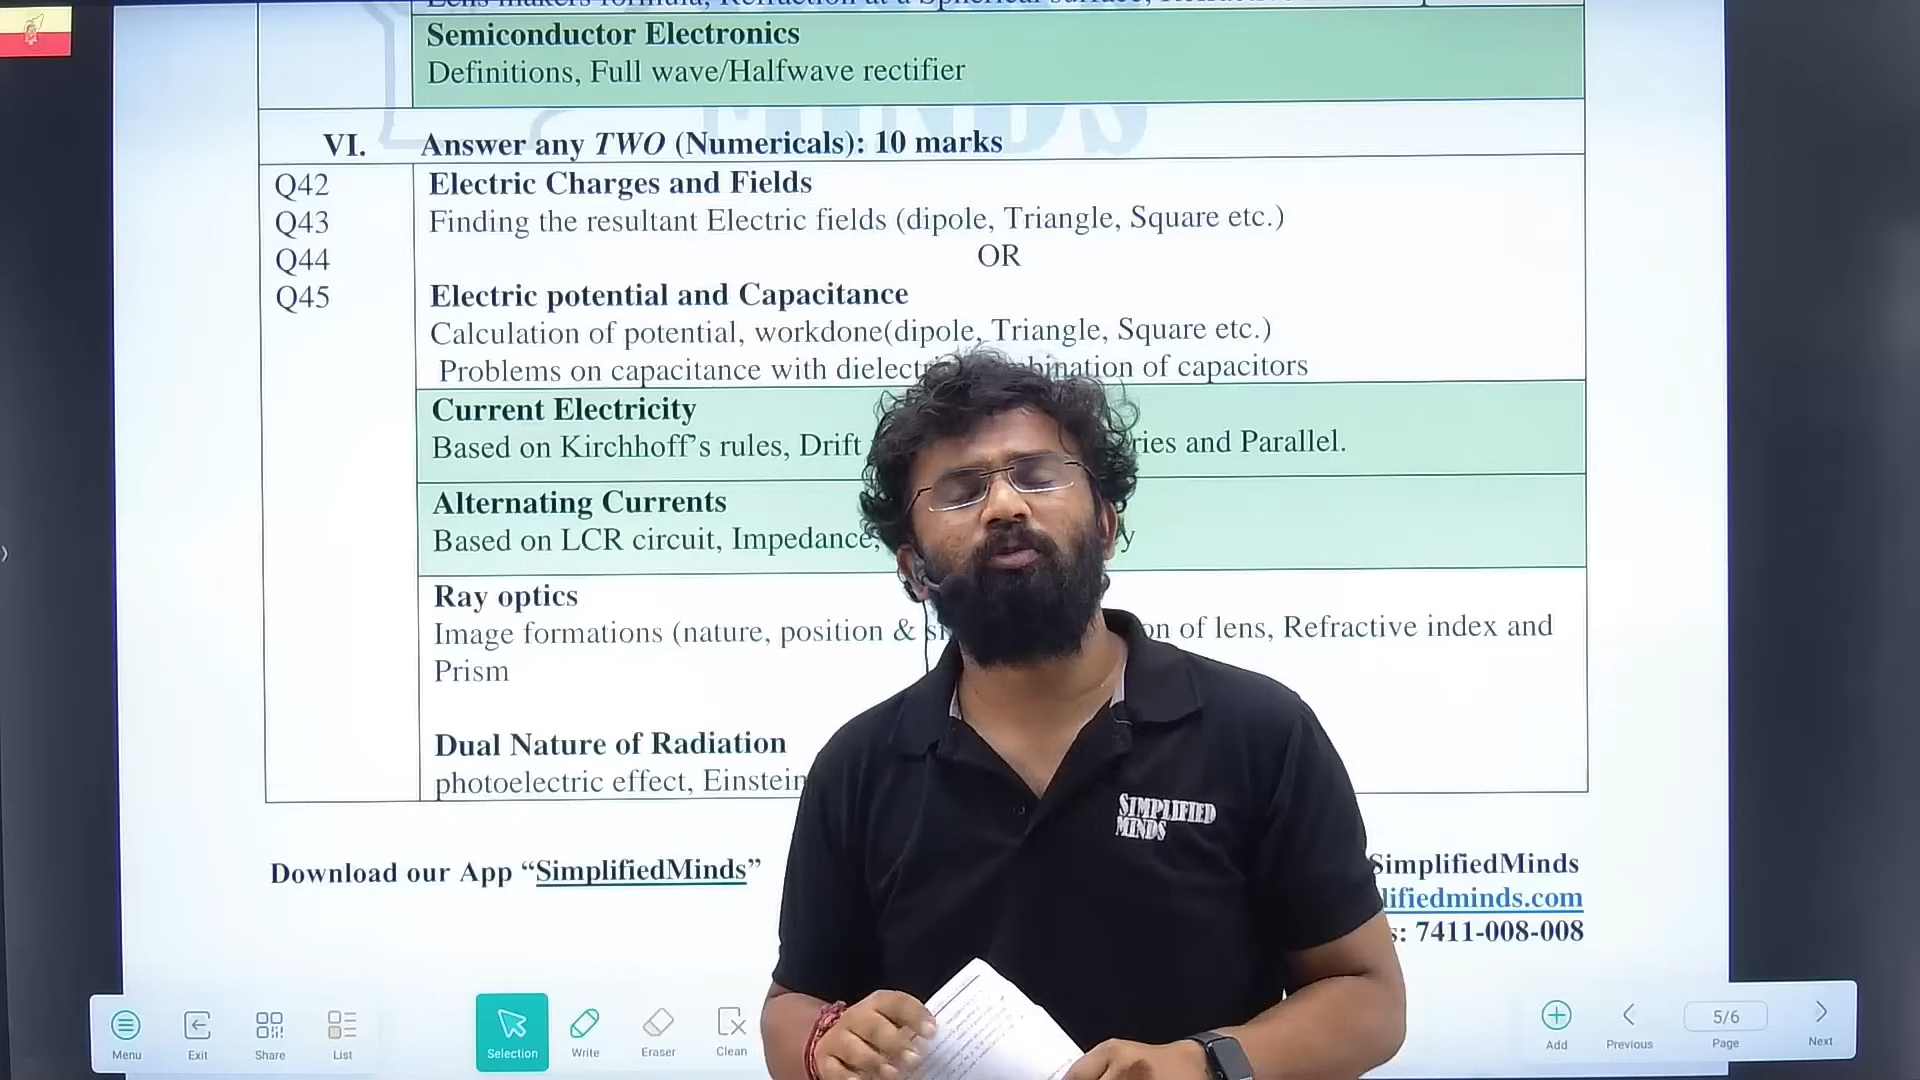 Semiconductor Electronics
Definitions, Full wave/Halfwave rectifier
MINDS
VI. Answer any TWO (Numericals): 10 marks
Q42 Electric Charges and Fields
Q43 Finding the resultant Electric fields (dipole, Triangle, Square etc.)
Q44 OR
Q45 Electric potential and Capacitance
Calculation of potential, workdone(dipole, Triangle, Square etc.)
Problems on capacitance with of capacitors
Current Electricity
Based on Kirchhoff's rules, Drift and Parallel.
Alternating Currents
Based on LCR circuit, Impedance,
Ray optics
Image formations (nature, position & of lens, Refractive index and
Prism
Dual Nature of Radiation
photoelectric effect, Einstein
Download our App “SimplifiedMinds” SimplifiedMinds
lifiedminds.com
: 7411-008-008
SIMPLIFIED
MINDS
Menu Exit Share List Selection Write Eraser Clean Add Previous 5/6 Page Next